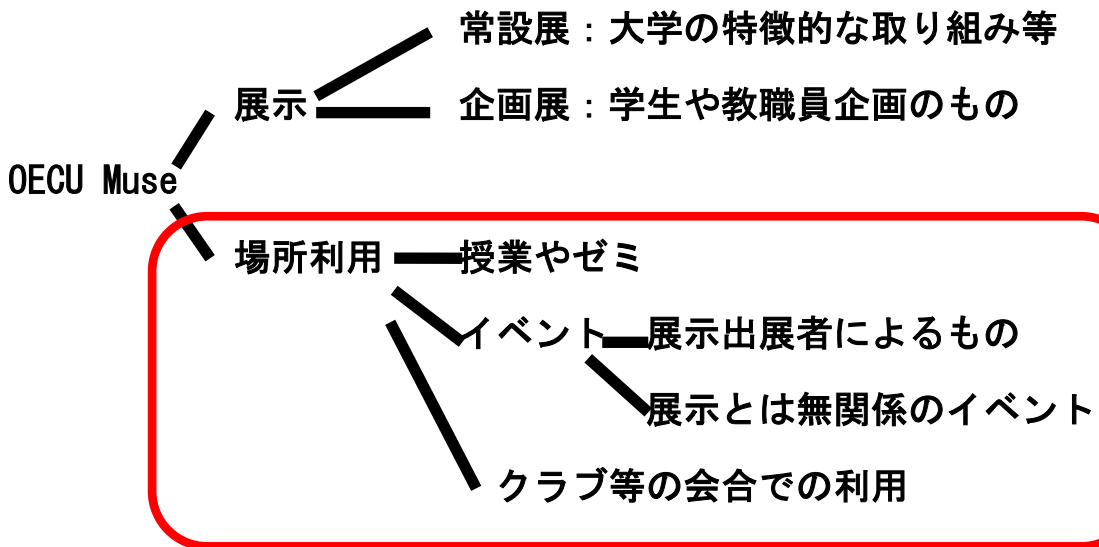 常設展：大学の特徴的な取り組み等
展示
企画展：学生や教職員企画のもの
OECU Muse
場所利用
授業やゼミ
イベント
展示出展者によるもの
展示とは無関係のイベント
クラブ等の会合での利用